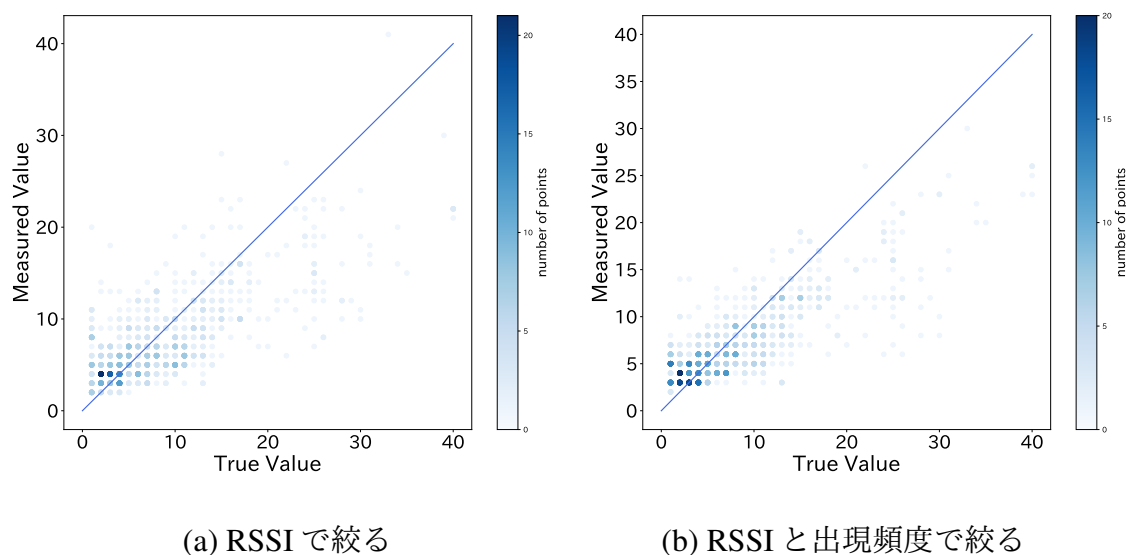 40
30
20
10
0
0 10 20 30 40
Measured Value
True Value
20
15
10
5
0
number of points
40
35
30
25
20
15
10
5
0
0 10 20 30 40
Measured Value
True Value
20
15
10
5
0
number of points
(a) RSSI で絞る
(b) RSSI と出現頻度で絞る